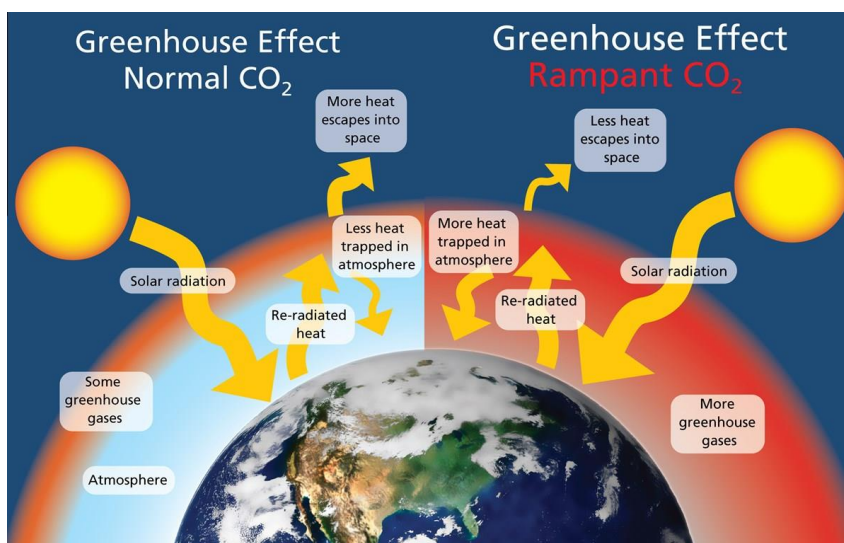 Greenhouse Effect
Normal CO₂
More heat
escapes into
space
Less heat
trapped in
atmosphere
Solar radiation
Re-radiated
heat
Some
greenhouse
gases
Atmosphere
Greenhouse Effect
Rampant CO₂
Less heat
escapes into
space
More heat
trapped in
atmosphere
Solar radiation
Re-radiated
heat
More
greenhouse
gases